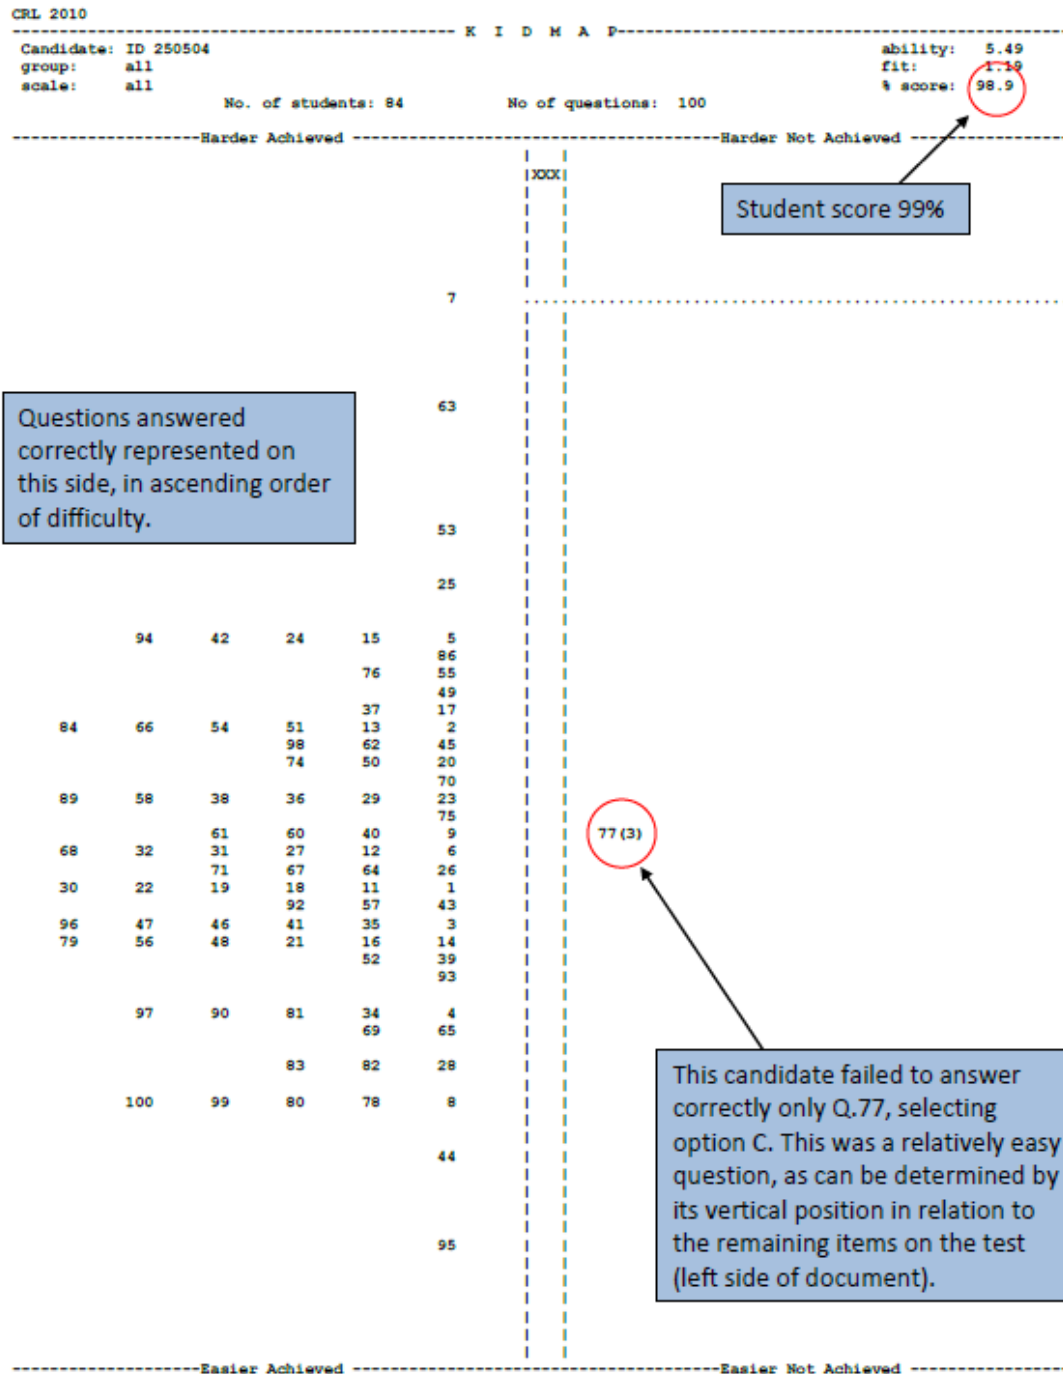 CRL 2010
---------------------------------------- K I D M A P----------------------------------------
Candidate: ID 250504 ability: 5.49
group: all fit: 1.19
scale: all % score: 98.9
No. of students: 84 No of questions: 100
-----------------Harder Achieved ---------------------------------Harder Not Achieved --------------
| |
|XXX|
Student score 99%
7 ......................................................
63
Questions answered
correctly represented on
this side, in ascending order
of difficulty.
53
25
94 42 24 15 5
86
76 55
49
37 17
84 66 54 51 13 2
98 62 45
74 50 20
70
89 58 38 36 29 23
75
61 60 40 9 77(3)
68 32 31 27 12 6
71 67 64 26
30 22 19 18 11 1
92 57 43
96 47 46 41 35 3
79 56 48 21 16 14
52 39
93
97 90 81 34 4
69 65
83 82 28
100 99 80 78 8
44
95
This candidate failed to answer
correctly only Q.77, selecting
option C. This was a relatively easy
question, as can be determined by
its vertical position in relation to
the remaining items on the test
(left side of document).
-----------------Easier Achieved ---------------------------------Easier Not Achieved --------------